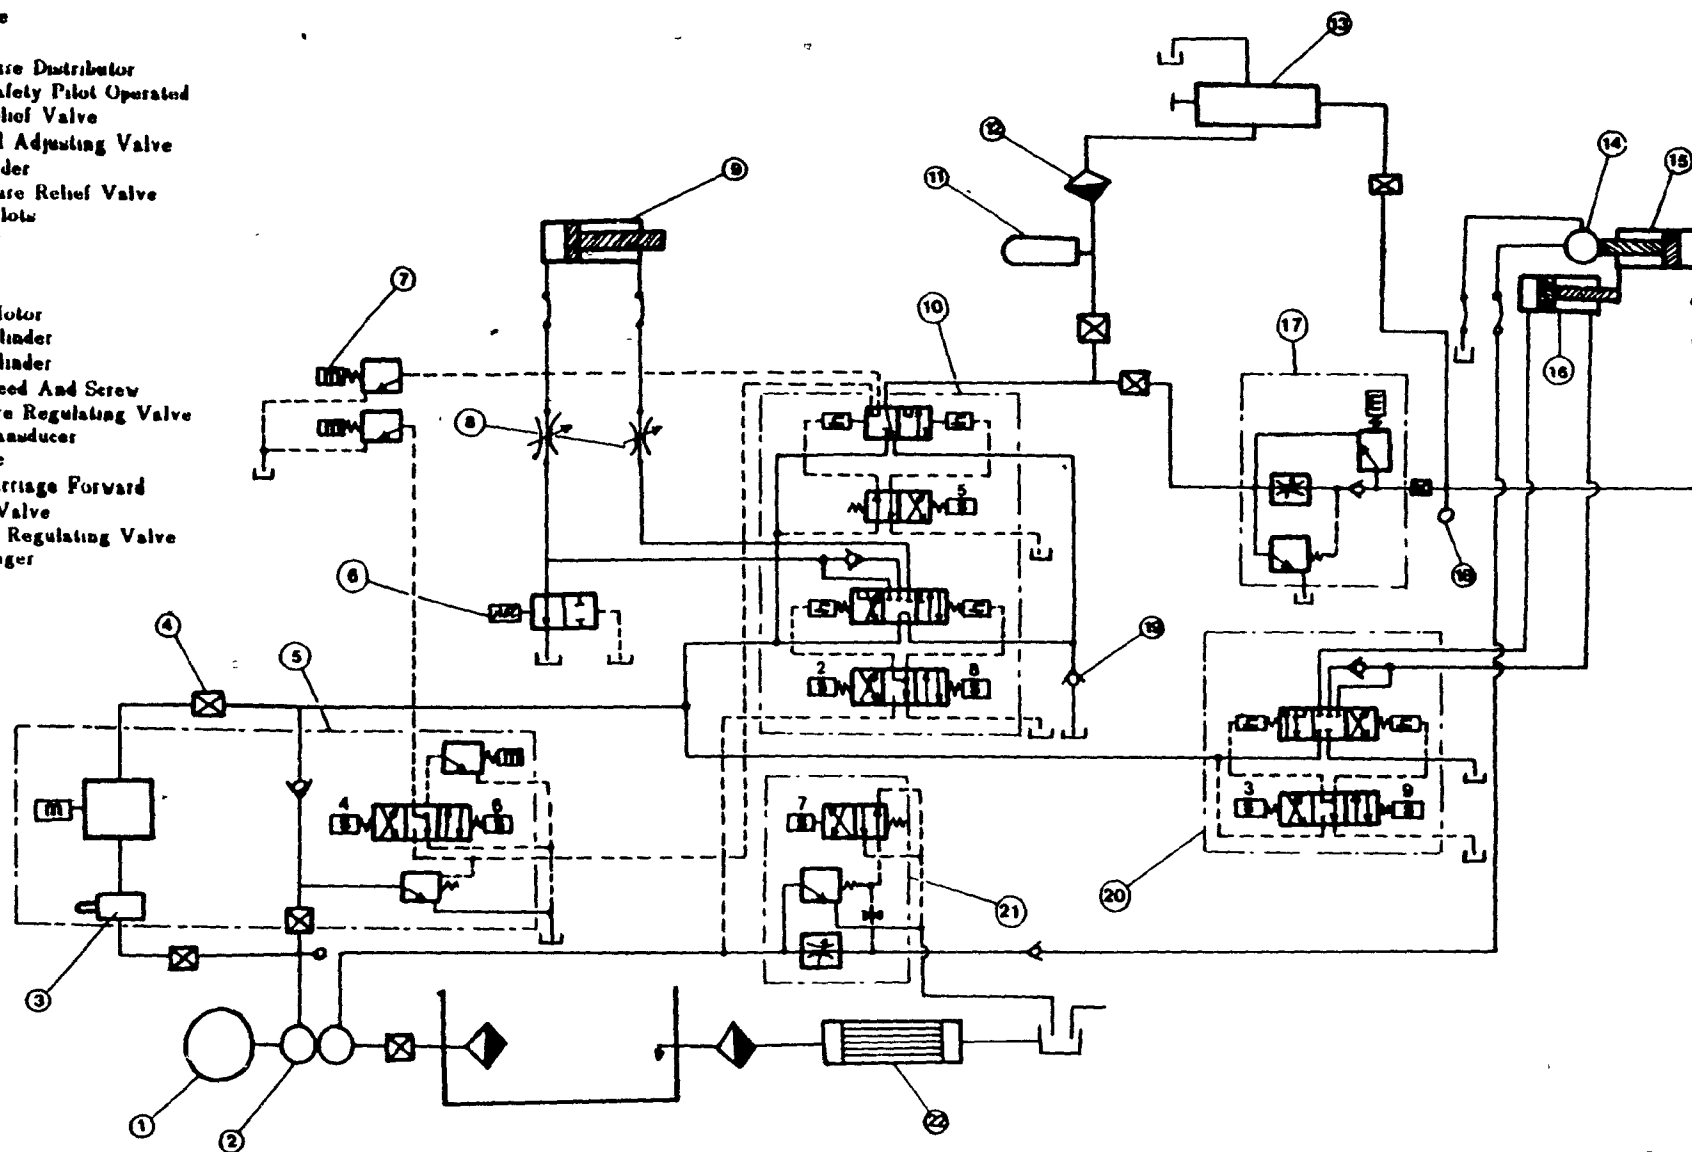 e
ure Distributor
afety Pilot Operated
lief Valve
d Adjusting Valve
der
ure Relief Valve
lots
Motor
linder
linder
eed And Screw
re Regulating Valve
ansducer
e
rriage Forward
Valve
Regulating Valve
nger
1
2
3
4
5
6
7
8
9
10
11
12
13
14
15
16
17
18
19
20
21
22
5
2
8
4
6
7
3
9